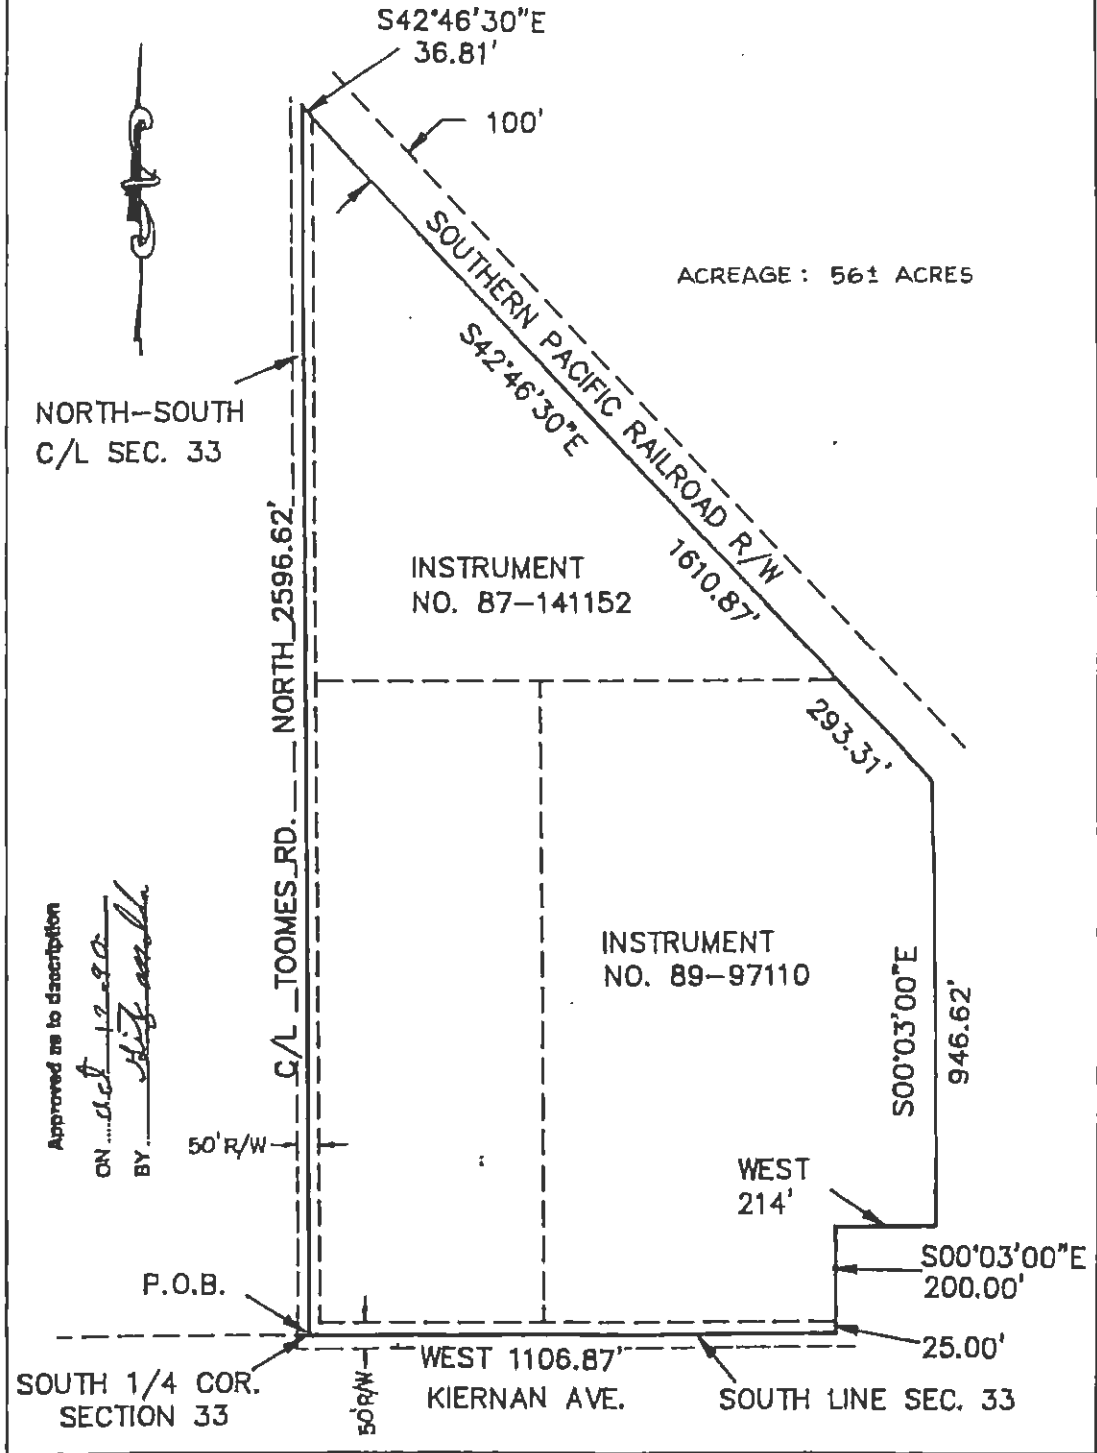 S42°46'30"E
36.81'
100'
SOUTHERN PACIFIC RAILROAD R/W
ACREAGE: 56± ACRES
S42°46'30"E
NORTH-SOUTH
C/L SEC. 33
1610.87'
INSTRUMENT
NO. 87-141152
C/L TOOMES RD. NORTH 2596.62'
293.31'
INSTRUMENT
NO. 89-97110
S00°03'00"E
946.62'
Approved as to description
ON Oct 12-90
BY
50'R/W
WEST
214'
S00°03'00"E
200.00'
P.O.B.
25.00'
WEST 1106.87'
SOUTH 1/4 COR.
SECTION 33
50'R/W
KIERNAN AVE.
SOUTH LINE SEC. 33